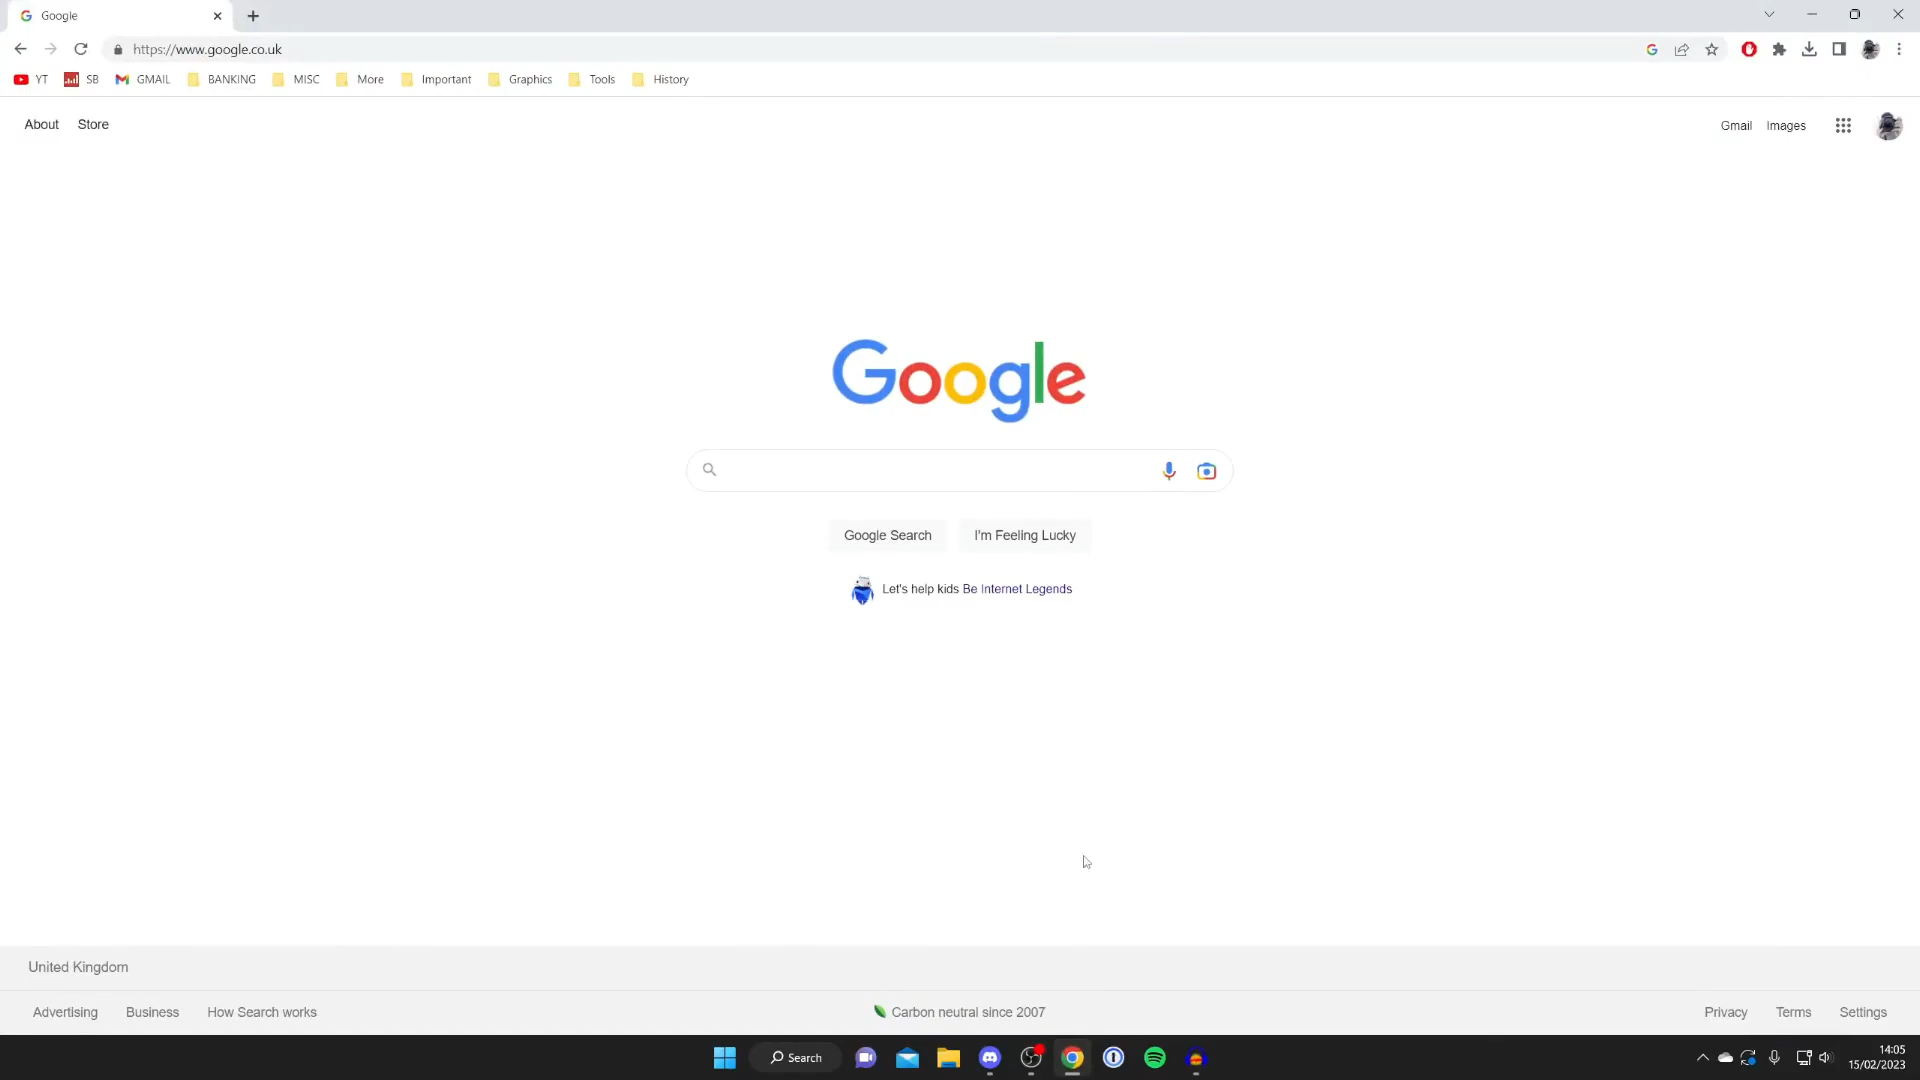 Google
https://www.google.co.uk
YT SB GMAIL BANKING MISC More Important Graphics Tools History
About Store Gmail Images
Google
Google Search I'm Feeling Lucky
Let's help kids Be Internet Legends
United Kingdom
Advertising Business How Search works Carbon neutral since 2007 Privacy Terms Settings
Search 14:05
15/02/2023